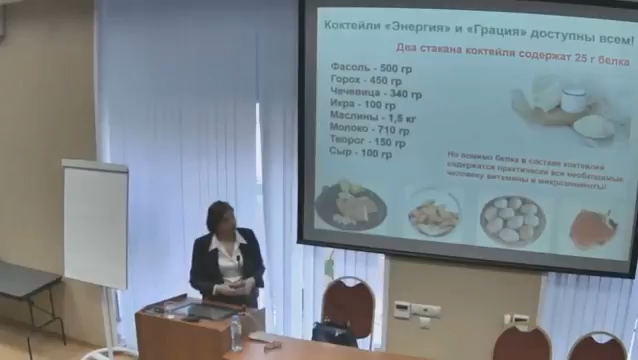 Коктейли «Энергия» и «Грация» доступны всем!
Два стакана коктейля содержат 25 г белка
Фасоль - 500 гр
Горох - 450 гр
Чечевица - 340 гр
Икра - 100 гр
Маслины - 1,5 кг
Молоко - 710 гр
Творог - 150 гр
Сыр - 100 гр
Но помимо белка в составе коктейлей
содержатся практически все необходимые
человеку витамины и микроэлементы!